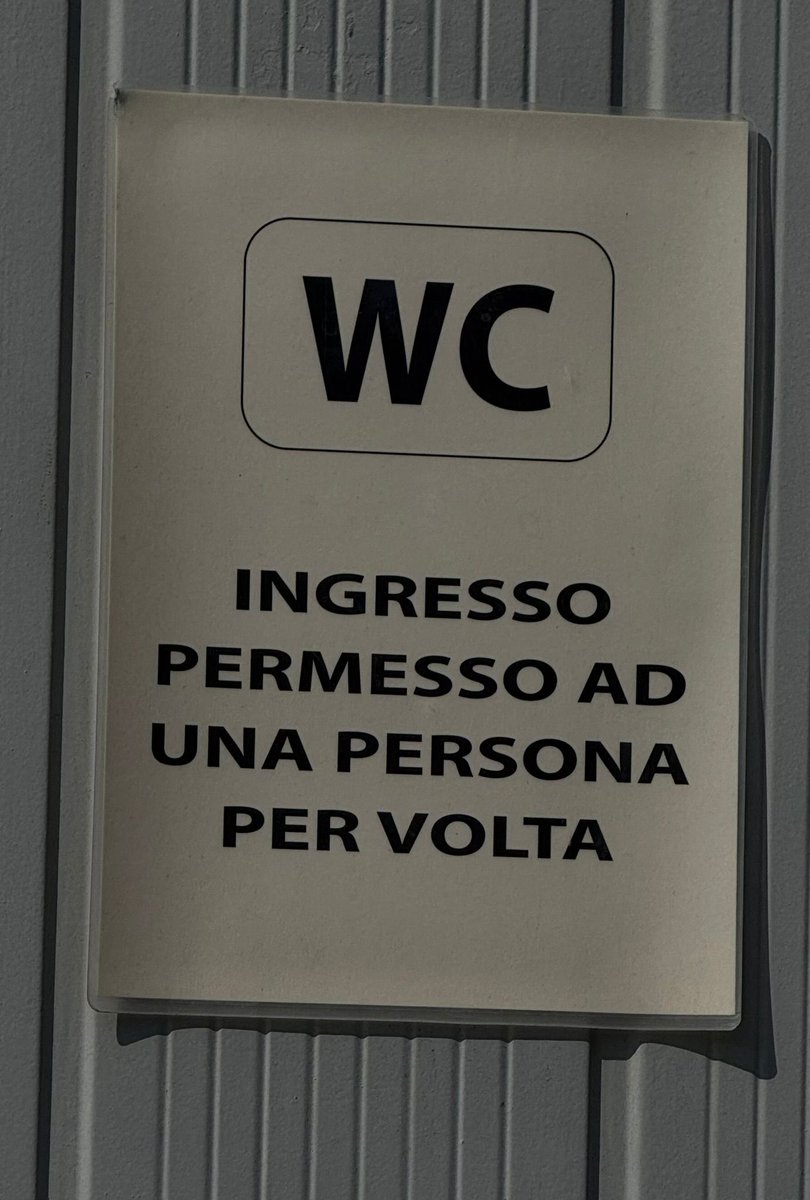 WC
INGRESSO
PERMESSO AD
UNA PERSONA
PER VOLTA